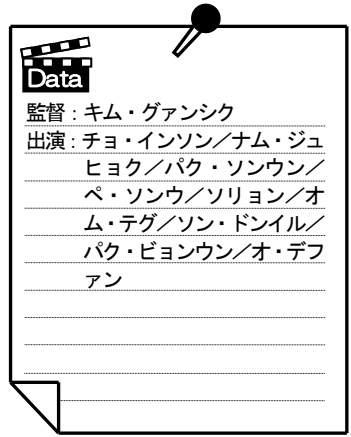 Data
監督：キム・グァンシク
出演：チョ・インソン／ナム・ジュ
ヒョク／パク・ソンウン／
ペ・ソンウ／ソリョン／オ
ム・テグ／ソン・ドンイル／
パク・ビョンウン／オ・デフ
ァン